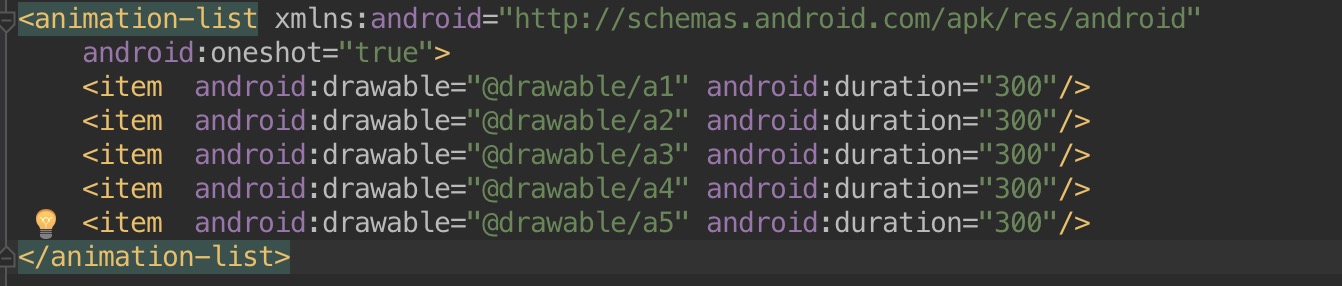 <animation-list xmlns:android="http://schemas.android.com/apk/res/android"
    android:oneshot="true">
    <item  android:drawable="@drawable/a1" android:duration="300"/>
    <item  android:drawable="@drawable/a2" android:duration="300"/>
    <item  android:drawable="@drawable/a3" android:duration="300"/>
    <item  android:drawable="@drawable/a4" android:duration="300"/>
    <item  android:drawable="@drawable/a5" android:duration="300"/>
</animation-list>